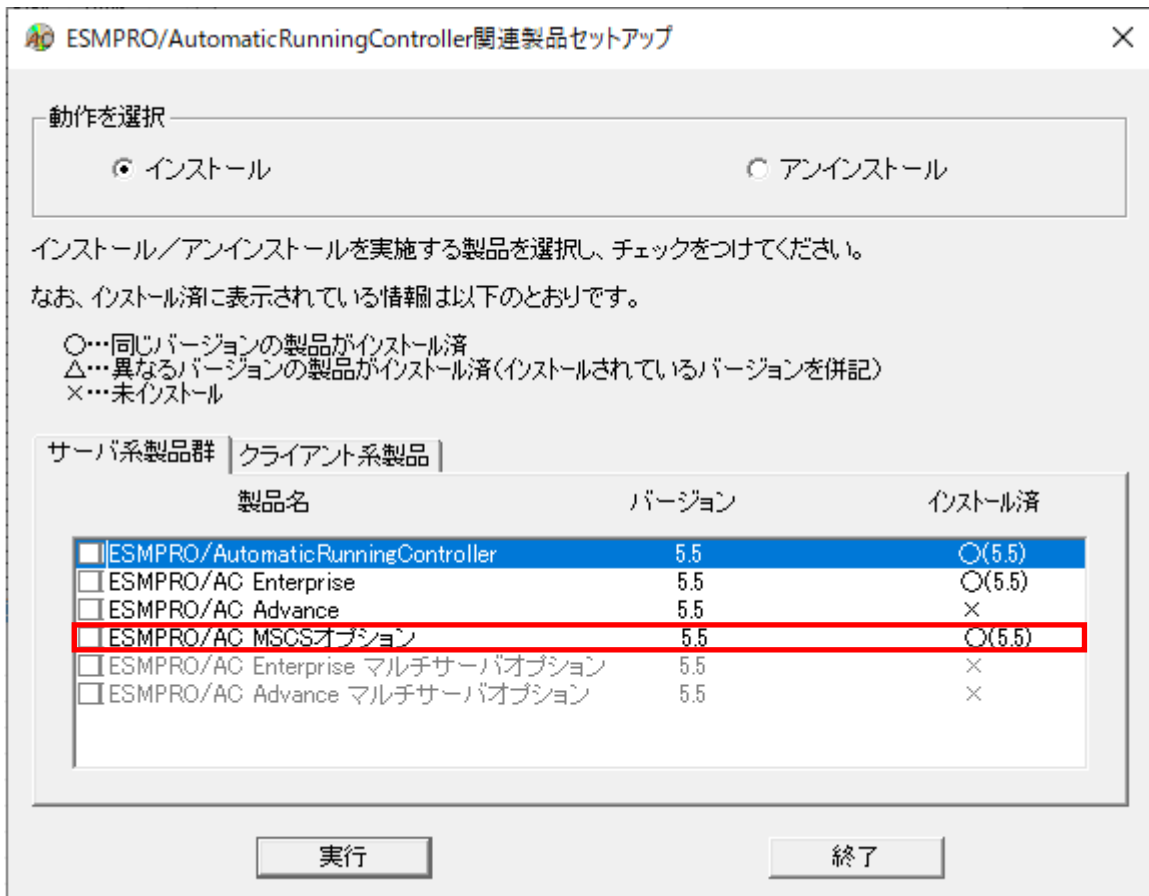 ESMPRO/AutomaticRunningController関連製品セットアップ
動作を選択
インストール アンインストール
インストール／アンインストールを実施する製品を選択し、チェックをつけてください。
なお、インストール済に表示されている情報は以下のとおりです。
○…同じバージョンの製品がインストール済
△…異なるバージョンの製品がインストール済(インストールされているバージョンを併記)
×…未インストール
サーバ系製品群 クライアント系製品
製品名 バージョン インストール済
ESMPRO/AutomaticRunningController 5.5 ○(5.5)
ESMPRO/AC Enterprise 5.5 ○(5.5)
ESMPRO/AC Advance 5.5 ×
ESMPRO/AC MSCSオプション 5.5 ○(5.5)
ESMPRO/AC Enterprise マルチサーバオプション 5.5 ×
ESMPRO/AC Advance マルチサーバオプション 5.5 ×
実行 終了